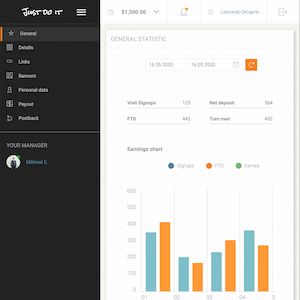 JUST DO IT
$1,500.00
Leonardo Dicaprio
General
Details
Links
Banners
Personal data
Payout
Postback
YOUR MANAGER
Mikhael E.
GENERAL STATISTIC
16.05.2020 16.05.2020
Visit Signups 123 Net deposit 564
FTD 445 Turn over 432
Earnings chart
Signups FTD Earned
600
500
400
300
200
100
0
01 02 03 04 0